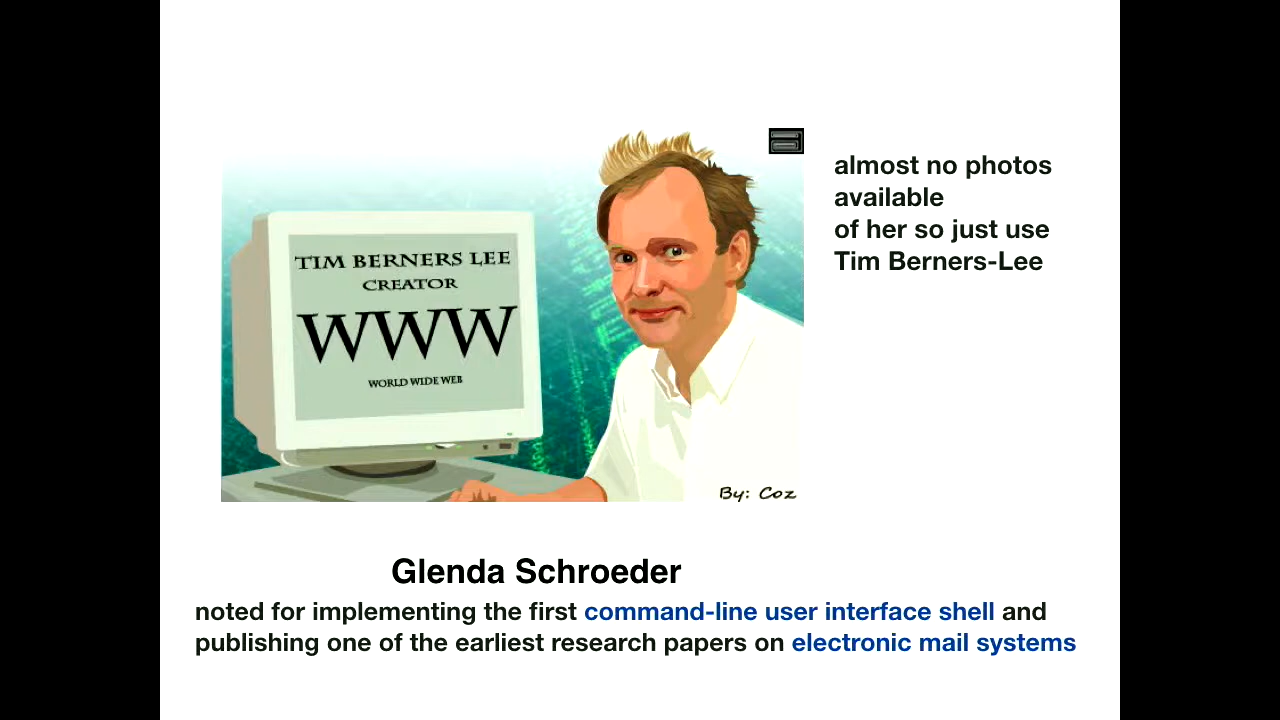 almost no photos
available
of her so just use
Tim Berners-Lee
TIM BERNERS LEE
CREATOR
WWW
WORLD WIDE WEB
By: Coz
Glenda Schroeder
noted for implementing the first command-line user interface shell and
publishing one of the earliest research papers on electronic mail systems